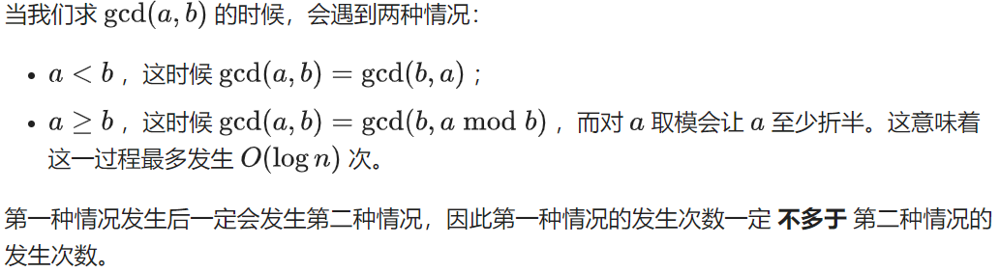 当我们求 gcd(a, b) 的时候，会遇到两种情况：
• a < b ，这时候 gcd(a, b) = gcd(b, a) ；
• a ≥ b ，这时候 gcd(a, b) = gcd(b, a mod b) ，而对 a 取模会让 a 至少折半。这意味着
这一过程最多发生 O(log n) 次。
第一种情况发生后一定会发生第二种情况，因此第一种情况的发生次数一定 不多于 第二种情况的
发生次数。